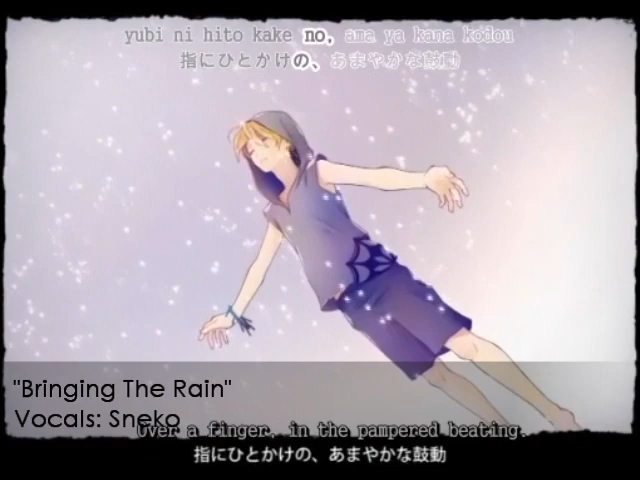 yubi ni hito kake no, ama ya kana kodou
指にひとかけの、あまやかな鼓動
"Bringing The Rain"
Vocals: Sneko
Over a finger, in the pampered beating.
指にひとかけの、あまやかな鼓動